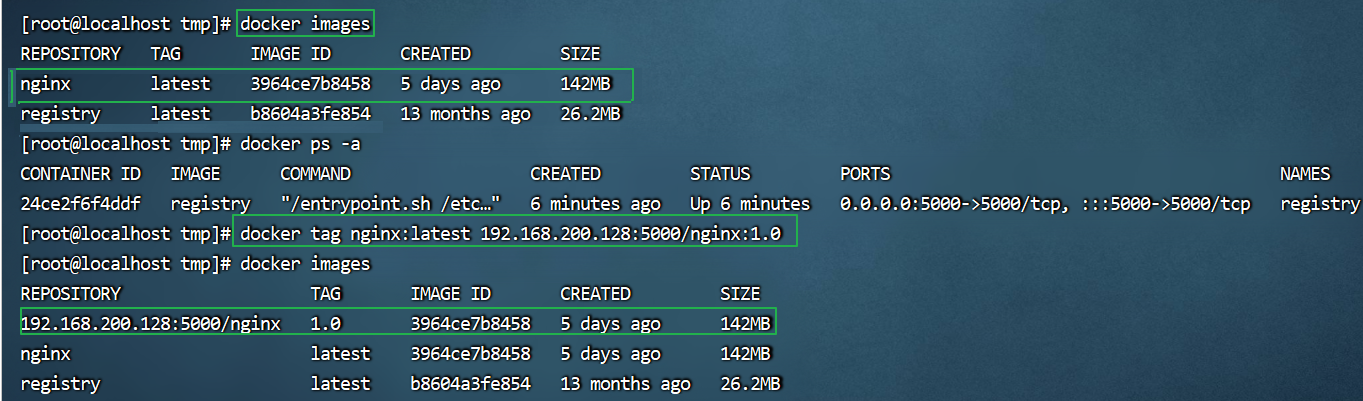 [root@localhost tmp]# docker images
REPOSITORY TAG IMAGE ID CREATED SIZE
nginx latest 3964ce7b8458 5 days ago 142MB
registry latest b8604a3fe854 13 months ago 26.2MB
[root@localhost tmp]# docker ps -a
CONTAINER ID IMAGE COMMAND CREATED STATUS PORTS NAMES
24ce2f6f4ddf registry "/entrypoint.sh /etc…" 6 minutes ago Up 6 minutes 0.0.0.0:5000->5000/tcp, :::5000->5000/tcp registry
[root@localhost tmp]# docker tag nginx:latest 192.168.200.128:5000/nginx:1.0
[root@localhost tmp]# docker images
REPOSITORY TAG IMAGE ID CREATED SIZE
192.168.200.128:5000/nginx 1.0 3964ce7b8458 5 days ago 142MB
nginx latest 3964ce7b8458 5 days ago 142MB
registry latest b8604a3fe854 13 months ago 26.2MB